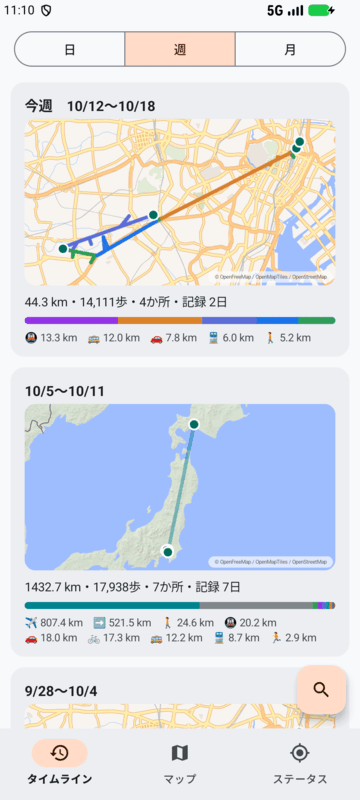 11:10 5G
日 週 月
今週 10/12〜10/18
© OpenFreeMap / OpenMapTiles / OpenStreetMap
44.3 km・14,111歩・4か所・記録 2日
13.3 km 12.0 km 7.8 km 6.0 km 5.2 km
10/5〜10/11
© OpenFreeMap / OpenMapTiles / OpenStreetMap
1432.7 km・17,938歩・7か所・記録 7日
807.4 km 521.5 km 24.6 km 20.2 km
18.0 km 17.3 km 12.2 km 8.7 km 2.9 km
9/28〜10/4
タイムライン マップ ステータス